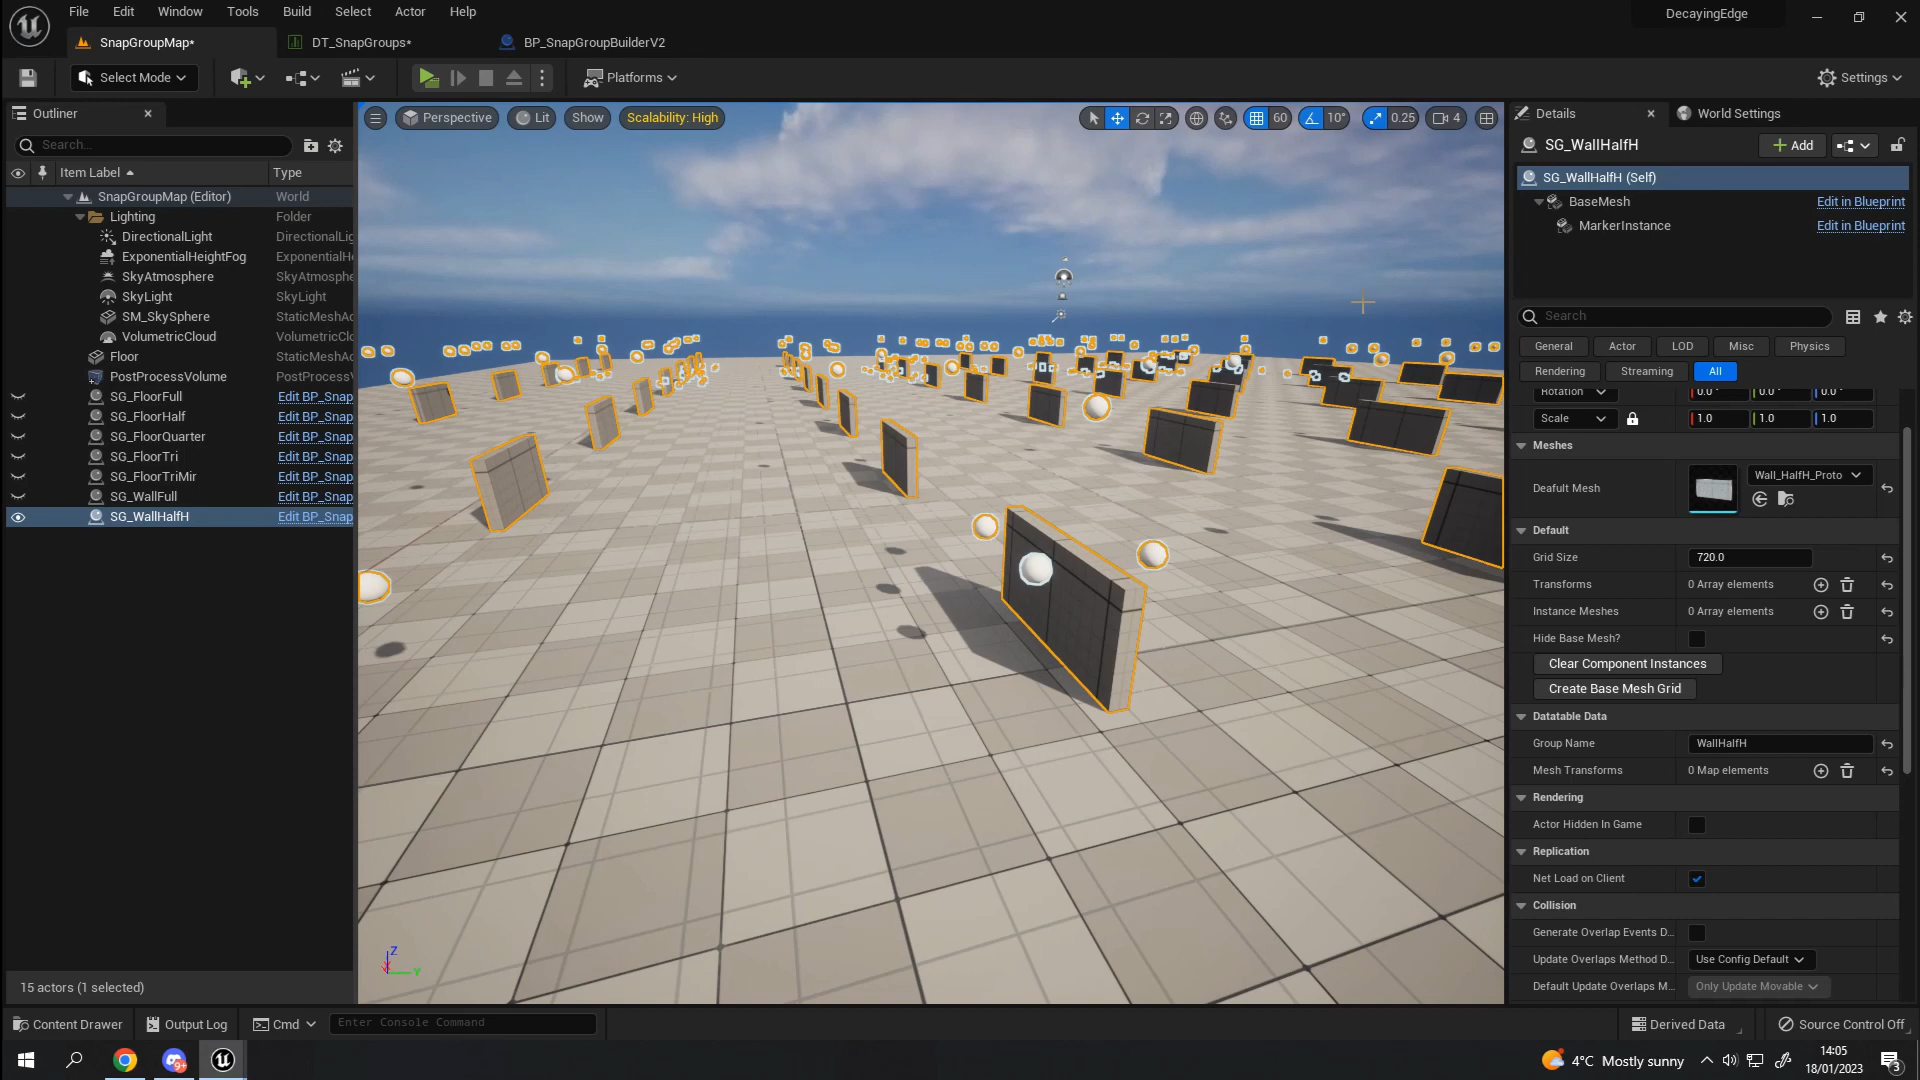 File Edit Window Tools Build Select Actor Help
DecayingEdge
SnapGroupMap*
DT_SnapGroups*
BP_SnapGroupBuilderV2
Select Mode
Platforms
Settings
Outliner
Search...
Item Label
Type
SnapGroupMap (Editor) World
Lighting Folder
DirectionalLight DirectionalLig
ExponentialHeightFog ExponentialHe
SkyAtmosphere SkyAtmosphe
SkyLight SkyLight
SM_SkySphere StaticMeshAc
VolumetricCloud VolumetricClo
Floor StaticMeshAc
PostProcessVolume PostProcessV
SG_FloorFull Edit BP_Snap
SG_FloorHalf Edit BP_Snap
SG_FloorQuarter Edit BP_Snap
SG_FloorTri Edit BP_Snap
SG_FloorTriMir Edit BP_Snap
SG_WallFull Edit BP_Snap
SG_WallHalfH Edit BP_Snap
15 actors (1 selected)
Perspective Lit Show Scalability: High
60 10° 0.25 4
Z
Y
Details
World Settings
SG_WallHalfH
Add
SG_WallHalfH (Self)
BaseMesh Edit in Blueprint
MarkerInstance Edit in Blueprint
Search
General Actor LOD Misc Physics
Rendering Streaming All
Rotation 0.0° 0.0° 0.0°
Scale 1.0 1.0 1.0
Meshes
Deafult Mesh Wall_HalfH_Proto
Default
Grid Size 720.0
Transforms 0 Array elements
Instance Meshes 0 Array elements
Hide Base Mesh?
Clear Component Instances
Create Base Mesh Grid
Datatable Data
Group Name WallHalfH
Mesh Transforms 0 Map elements
Rendering
Actor Hidden In Game
Replication
Net Load on Client
Collision
Generate Overlap Events D...
Update Overlaps Method D... Use Config Default
Default Update Overlaps M... Only Update Movable
Content Drawer Output Log Cmd Enter Console Command
Derived Data Source Control Off
9+
4°C Mostly sunny
14:05
18/01/2023
3